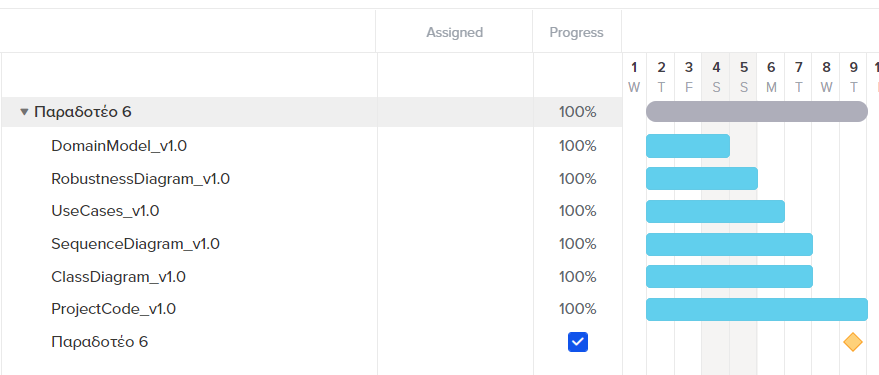 Assigned Progress
1 2 3 4 5 6 7 8 9
W T F S S M T W T
Παραδοτέο 6 100%
DomainModel_v1.0 100%
RobustnessDiagram_v1.0 100%
UseCases_v1.0 100%
SequenceDiagram_v1.0 100%
ClassDiagram_v1.0 100%
ProjectCode_v1.0 100%
Παραδοτέο 6